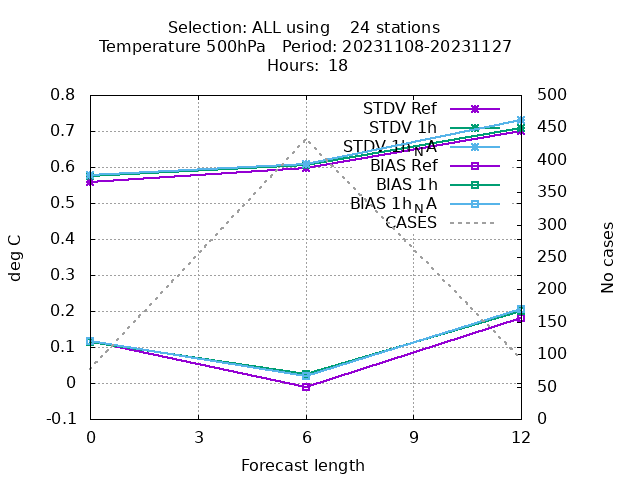 Selection: ALL using 24 stations
Temperature 500hPa Period: 20231108-20231127
Hours: 18
deg C
0.8
0.7
0.6
0.5
0.4
0.3
0.2
0.1
0
-0.1
STDV Ref
STDV 1h
STDV 1h_NA
BIAS Ref
BIAS 1h
BIAS 1h_NA
CASES
500
450
400
350
300
250
200
150
100
50
0
No cases
0 3 6 9 12
Forecast length